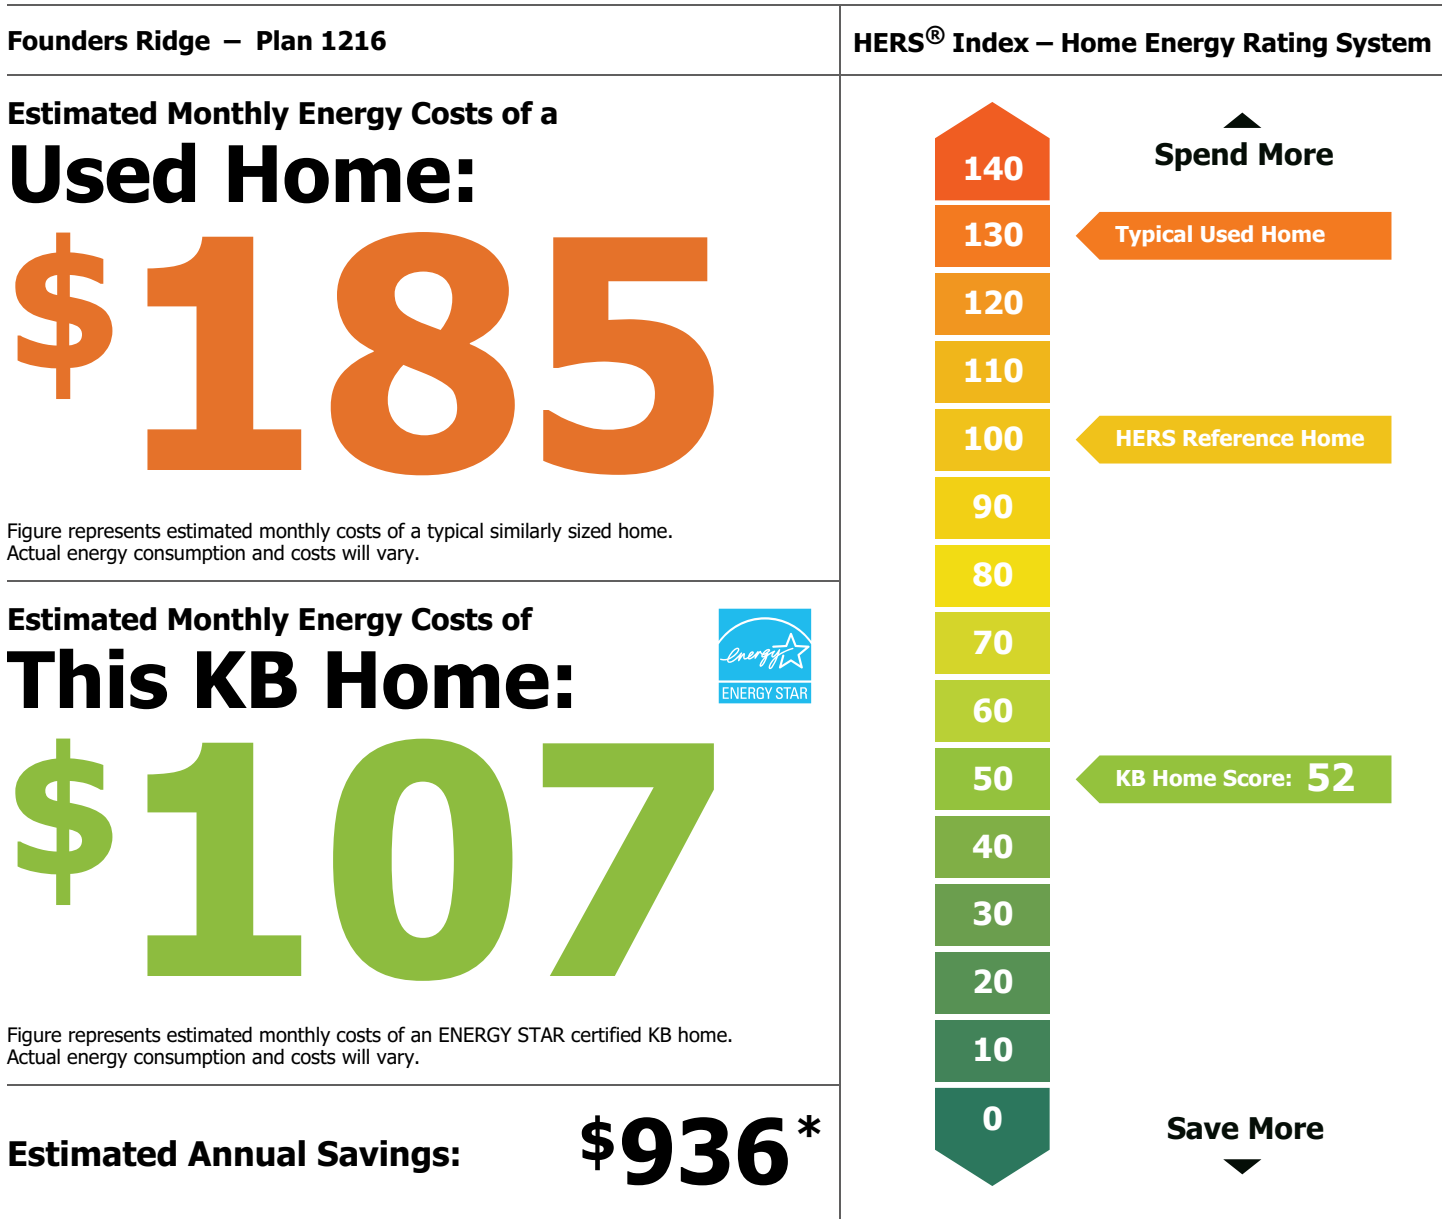 Founders Ridge – Plan 1216
Estimated Monthly Energy Costs of a
Used Home:
$185
Figure represents estimated monthly costs of a typical similarly sized home.
Actual energy consumption and costs will vary.
Estimated Monthly Energy Costs of
This KB Home:
energy
ENERGY STAR
$107
Figure represents estimated monthly costs of an ENERGY STAR certified KB home.
Actual energy consumption and costs will vary.
Estimated Annual Savings: $936*
HERS® Index – Home Energy Rating System
Spend More
140
130 Typical Used Home
120
110
100 HERS Reference Home
90
80
70
60
50 KB Home Score: 52
40
30
20
10
0
Save More